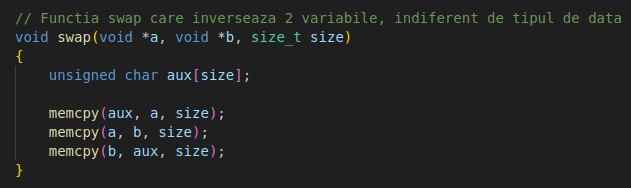 // Functia swap care inverseaza 2 variabile, indiferent de tipul de data
void swap(void *a, void *b, size_t size)
{
    unsigned char aux[size];

    memcpy(aux, a, size);
    memcpy(a, b, size);
    memcpy(b, aux, size);
}